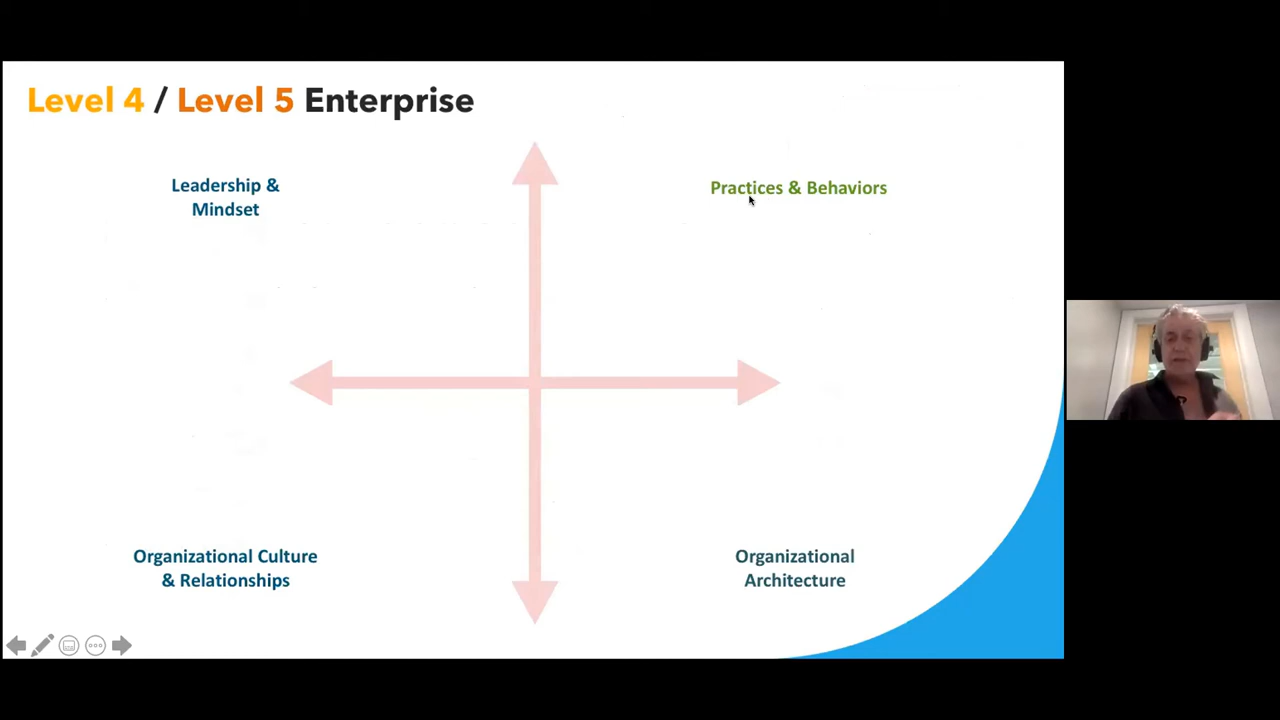 Level 4 / Level 5 Enterprise
Leadership &
Mindset
Practices & Behaviors
Organizational Culture
& Relationships
Organizational
Architecture